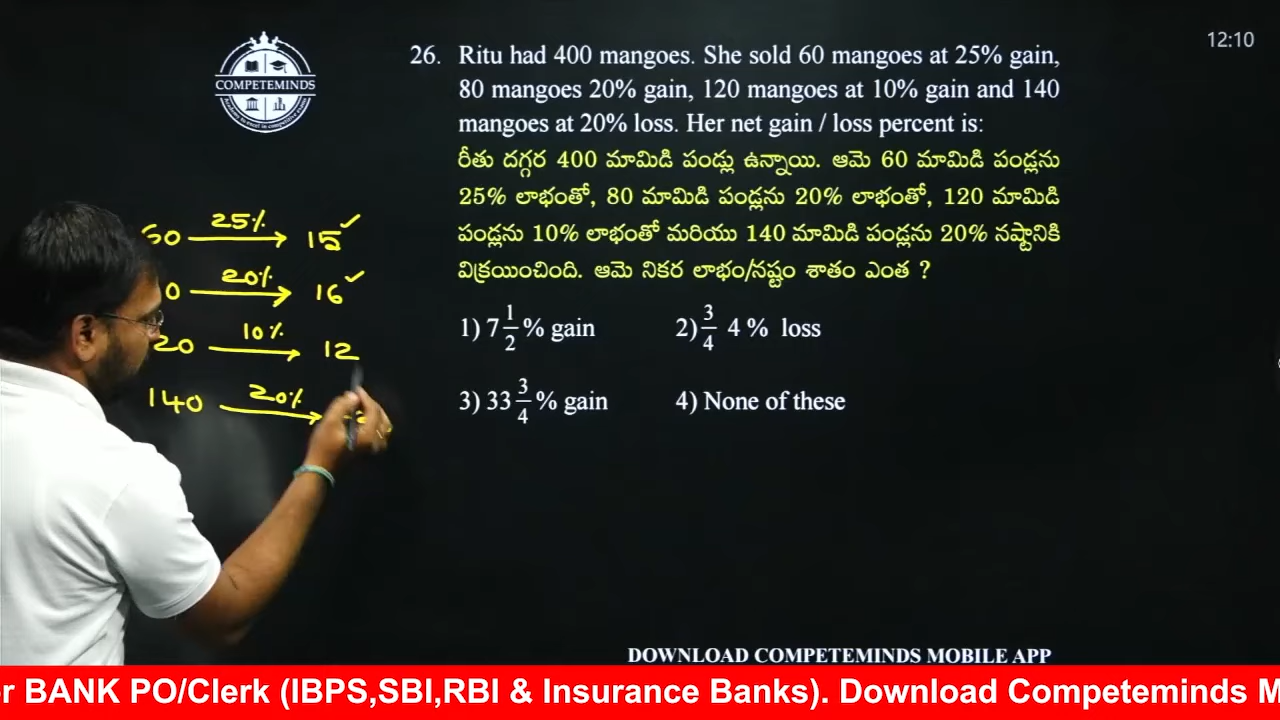 12:10
COMPETEMINDS
26. Ritu had 400 mangoes. She sold 60 mangoes at 25% gain,
80 mangoes 20% gain, 120 mangoes at 10% gain and 140
mangoes at 20% loss. Her net gain / loss percent is:
రీతు దగ్గర 400 మామిడి పండ్లు ఉన్నాయి. ఆమె 60 మామిడి పండ్లను
25% లాభంతో, 80 మామిడి పండ్లను 20% లాభంతో, 120 మామిడి
పండ్లను 10% లాభంతో మరియు 140 మామిడి పండ్లను 20% నష్టానికి
విక్రయించింది. ఆమె నికర లాభం/నష్టం శాతం ఎంత ?
1) 7 1/2 % gain 2) 3/4 4 % loss
3) 33 3/4 % gain 4) None of these
25% 15 ✓
20% 16 ✓
20 10% 12
140 20%
DOWNLOAD COMPETEMINDS MOBILE APP
BANK PO/Clerk (IBPS,SBI,RBI & Insurance Banks). Download Competeminds